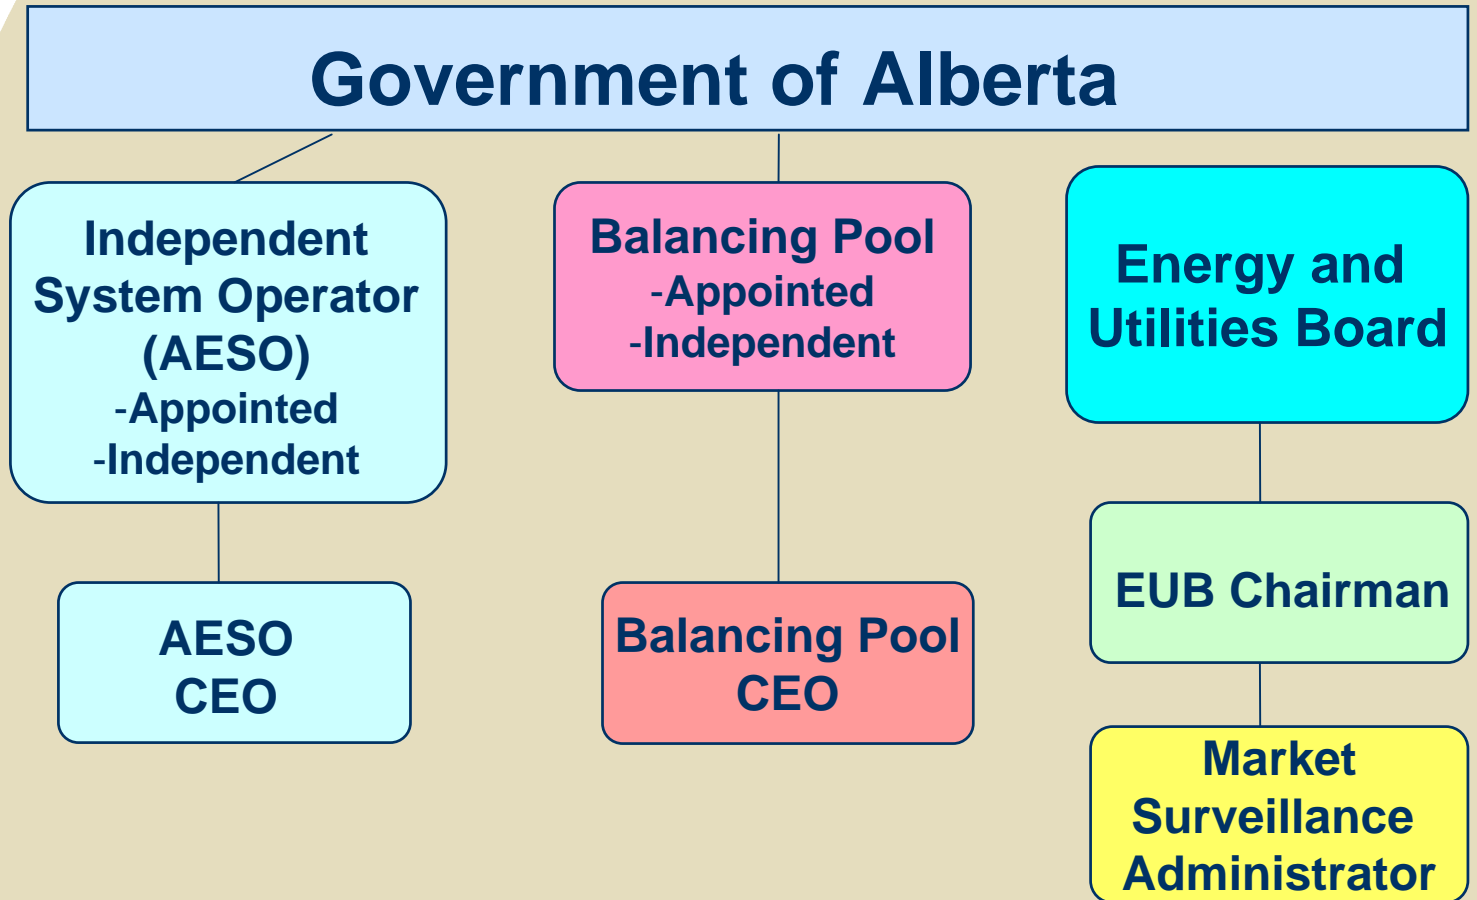 Government of Alberta
Independent
System Operator
(AESO)
-Appointed
-Independent
Balancing Pool
-Appointed
-Independent
Energy and
Utilities Board
AESO
CEO
Balancing Pool
CEO
EUB Chairman
Market
Surveillance
Administrator